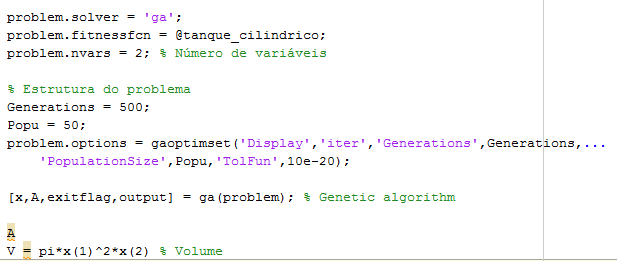 problem.solver = 'ga';
problem.fitnessfcn = @tanque_cilindrico;
problem.nvars = 2; % Número de variáveis
% Estrutura do problema
Generations = 500;
Popu = 50;
problem.options = gaoptimset('Display','iter','Generations',Generations,...
'PopulationSize',Popu,'TolFun',10e-20);
[x,A,exitflag,output] = ga(problem); % Genetic algorithm
A
V = pi*x(1)^2*x(2) % Volume